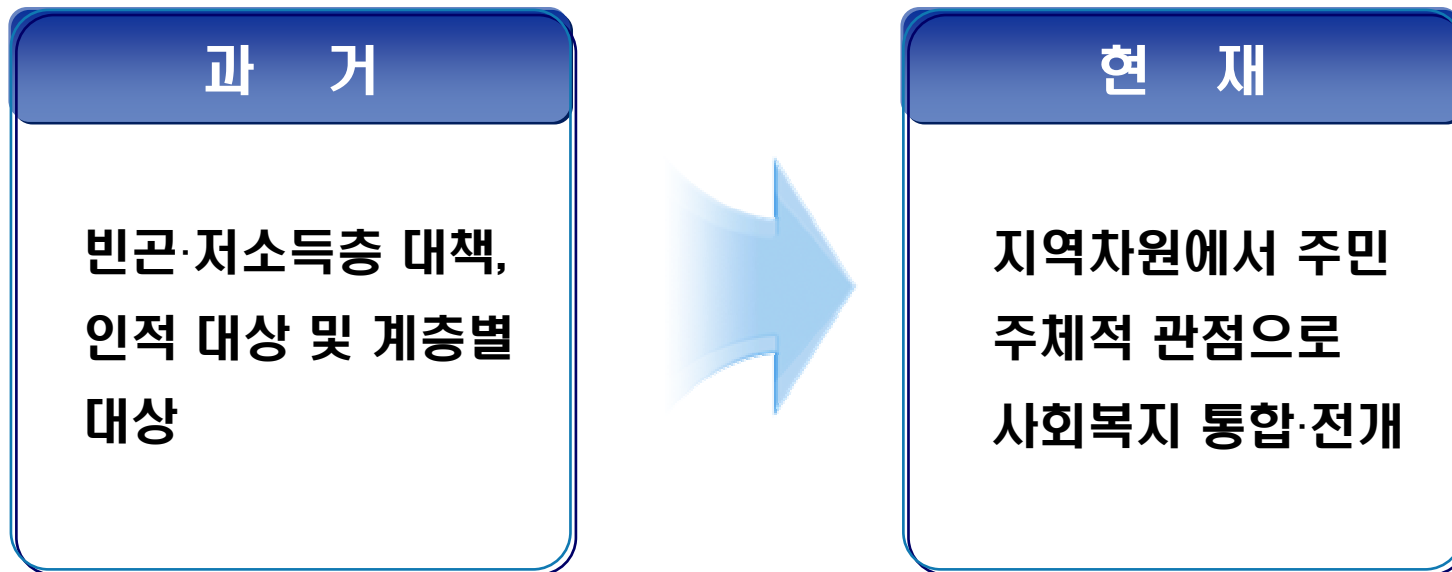 과 거
빈곤·저소득층 대책,
인적 대상 및 계층별
대상
현 재
지역차원에서 주민
주체적 관점으로
사회복지 통합·전개